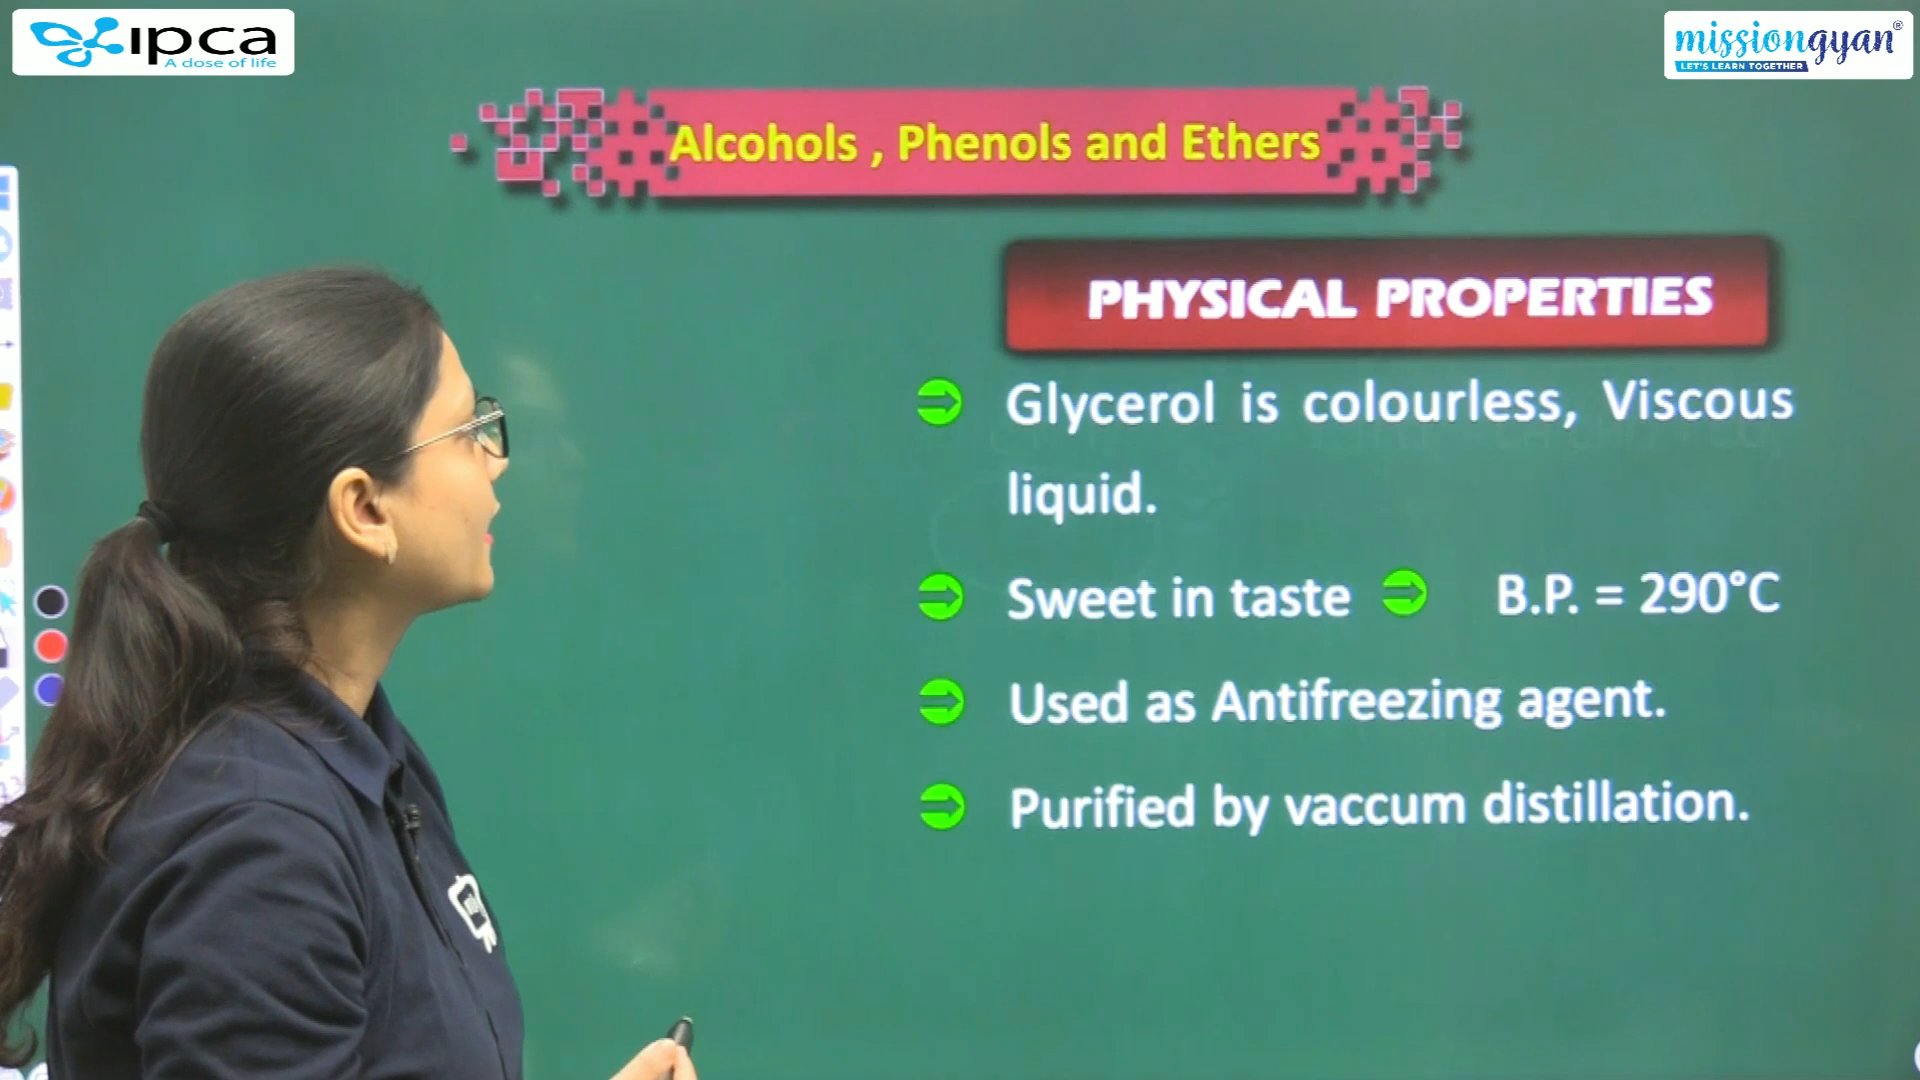 ipca
A dose of life
missiongyan®
LET'S LEARN TOGETHER
Alcohols , Phenols and Ethers
PHYSICAL PROPERTIES
Glycerol is colourless, Viscous
liquid.
Sweet in taste B.P. = 290°C
Used as Antifreezing agent.
Purified by vaccum distillation.